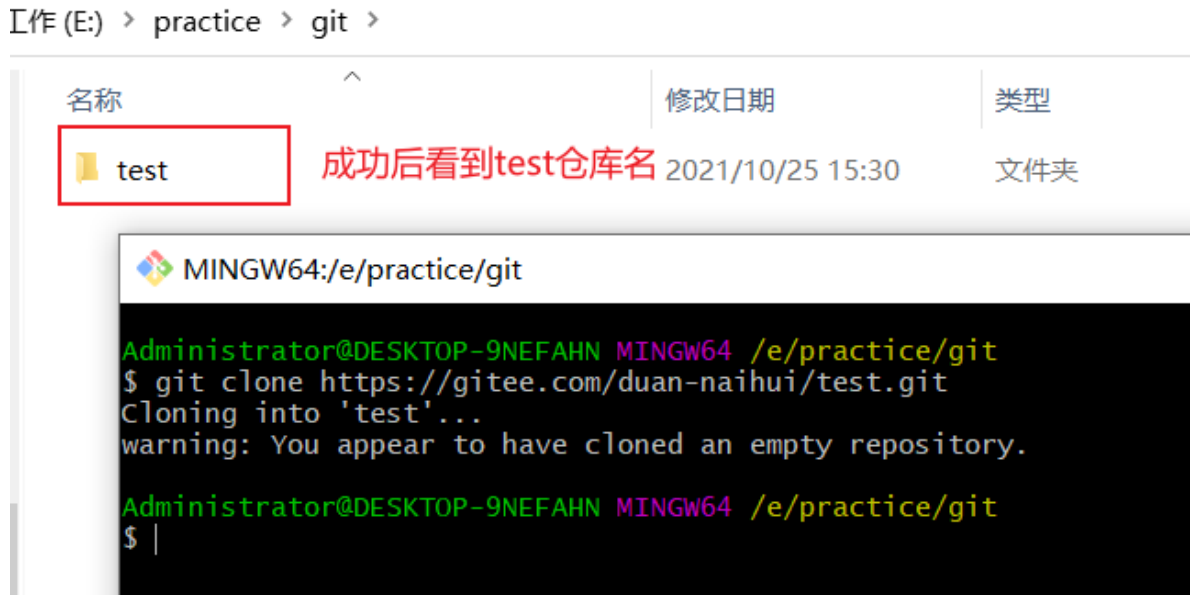 工作 (E:) > practice > git >
名称 修改日期 类型
test 成功后看到test仓库名 2021/10/25 15:30 文件夹
MINGW64:/e/practice/git
Administrator@DESKTOP-9NEFAHN MINGW64 /e/practice/git
$ git clone https://gitee.com/duan-naihui/test.git
Cloning into 'test'...
warning: You appear to have cloned an empty repository.
Administrator@DESKTOP-9NEFAHN MINGW64 /e/practice/git
$